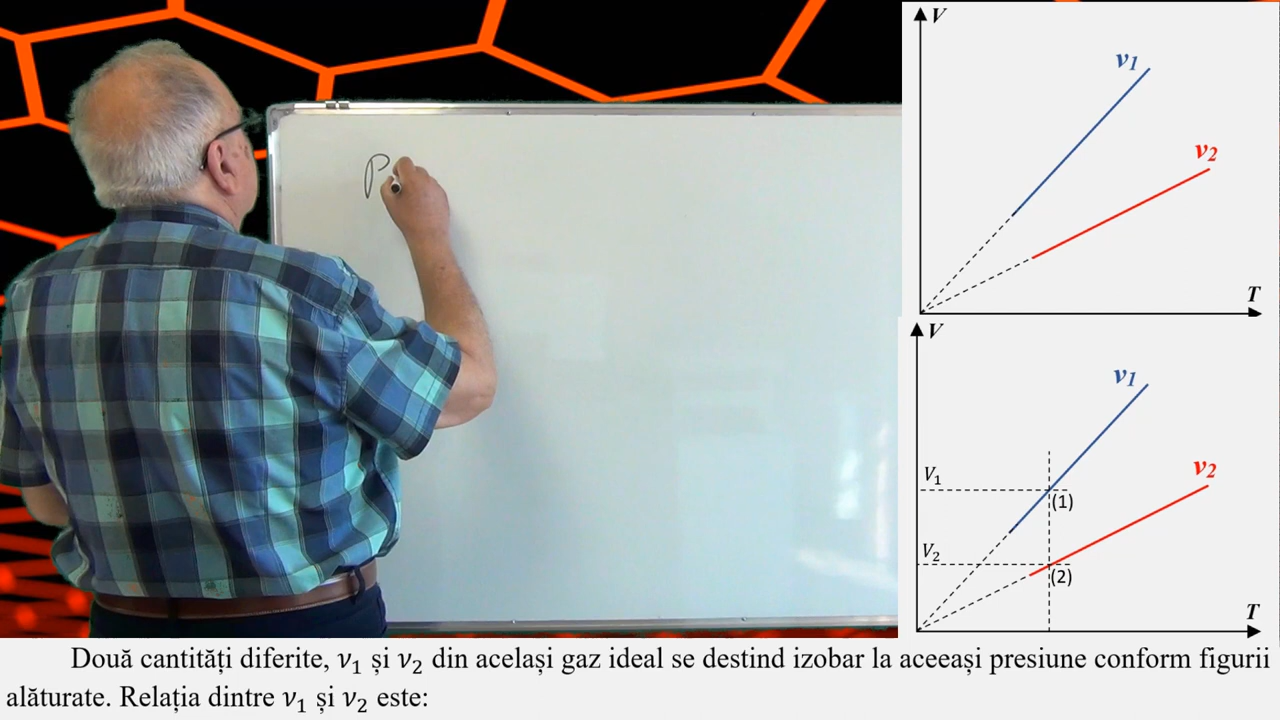 P
V
ν1
ν2
T
V
ν1
V1
(1)
ν2
V2
(2)
T
Două cantități diferite, ν1 și ν2 din același gaz ideal se destind izobar la aceeași presiune conform figurii
alăturate. Relația dintre ν1 și ν2 este: